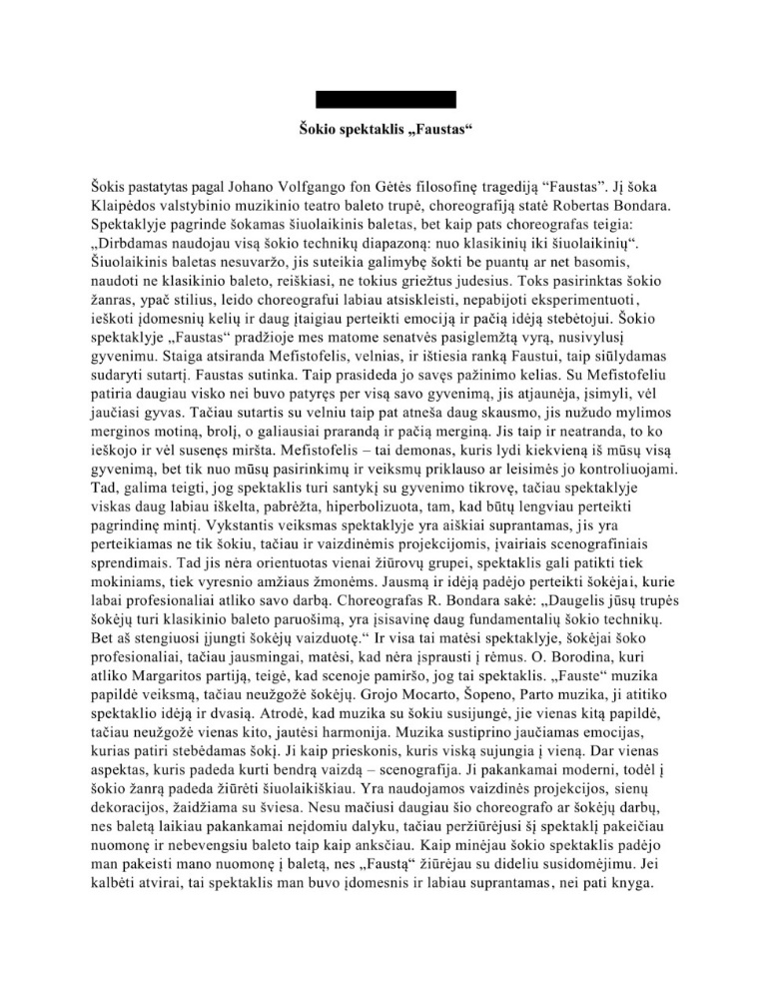 Šokio spektaklis „Faustas“
Šokis pastatytas pagal Johano Volfgango fon Gėtės filosofinę tragediją “Faustas”. Jį šoka
Klaipėdos valstybinio muzikinio teatro baleto trupė, choreografiją statė Robertas Bondara.
Spektaklyje pagrinde šokamas šiuolaikinis baletas, bet kaip pats choreografas teigia:
„Dirbdamas naudojau visą šokio technikų diapazoną: nuo klasikinių iki šiuolaikinių“.
Šiuolaikinis baletas nesuvaržo, jis suteikia galimybę šokti be puantų ar net basomis,
naudoti ne klasikinio baleto, reiškiasi, ne tokius griežtus judesius. Toks pasirinktas šokio
žanras, ypač stilius, leido choreografui labiau atsiskleisti, nepabijoti eksperimentuoti,
ieškoti įdomesnių kelių ir daug įtaigiau perteikti emociją ir pačią idėją stebėtojui. Šokio
spektaklyje „Faustas“ pradžioje mes matome senatvės pasiglemžtą vyrą, nusivylusį
gyvenimu. Staiga atsiranda Mefistofelis, velnias, ir ištiesia ranką Faustui, taip siūlydamas
sudaryti sutartį. Faustas sutinka. Taip prasideda jo savęs pažinimo kelias. Su Mefistofeliu
patiria daugiau visko nei buvo patyręs per visą savo gyvenimą, jis atjaunėja, įsimyli, vėl
jaučiasi gyvas. Tačiau sutartis su velniu taip pat atneša daug skausmo, jis nužudo mylimos
merginos motiną, brolį, o galiausiai prarandą ir pačią merginą. Jis taip ir neatranda, to ko
ieškojo ir vėl susenęs miršta. Mefistofelis – tai demonas, kuris lydi kiekvieną iš mūsų visą
gyvenimą, bet tik nuo mūsų pasirinkimų ir veiksmų priklauso ar leisimės jo kontroliuojami.
Tad, galima teigti, jog spektaklis turi santykį su gyvenimo tikrovę, tačiau spektaklyje
viskas daug labiau iškelta, pabrėžta, hiperbolizuota, tam, kad būtų lengviau perteikti
pagrindinę mintį. Vykstantis veiksmas spektaklyje yra aiškiai suprantamas, jis yra
perteikiamas ne tik šokiu, tačiau ir vaizdinėmis projekcijomis, įvairiais scenografiniais
sprendimais. Tad jis nėra orientuotas vienai žiūrovų grupei, spektaklis gali patikti tiek
mokiniams, tiek vyresnio amžiaus žmonėms. Jausmą ir idėją padėjo perteikti šokėjai, kurie
labai profesionaliai atliko savo darbą. Choreografas R. Bondara sakė: „Daugelis jūsų trupės
šokėjų turi klasikinio baleto paruošimą, yra įsisavinę daug fundamentalių šokio technikų.
Bet aš stengiuosi įjungti šokėjų vaizduotę.“ Ir visa tai matėsi spektaklyje, šokėjai šoko
profesionaliai, tačiau jausmingai, matėsi, kad nėra įsprausti į rėmus. O. Borodina, kuri
atliko Margaritos partiją, teigė, kad scenoje pamiršo, jog tai spektaklis. „Fauste“ muzika
papildė veiksmą, tačiau neužgožė šokėjų. Grojo Mocarto, Šopeno, Parto muzika, ji atitiko
spektaklio idėją ir dvasią. Atrodė, kad muzika su šokiu susijungė, jie vienas kitą papildė,
tačiau neužgožė vienas kito, jautėsi harmonija. Muzika sustiprino jaučiamas emocijas,
kurias patiri stebėdamas šokį. Ji kaip prieskonis, kuris viską sujungia į vieną. Dar vienas
aspektas, kuris padeda kurti bendrą vaizdą – scenografija. Ji pakankamai moderni, todėl į
šokio žanrą padeda žiūrėti šiuolaikiškiau. Yra naudojamos vaizdinės projekcijos, sienų
dekoracijos, žaidžiama su šviesa. Nesu mačiusi daugiau šio choreografo ar šokėjų darbų,
nes baletą laikiau pakankamai neįdomiu dalyku, tačiau peržiūrėjusi šį spektaklį pakeičiau
nuomonę ir nebevengsiu baleto taip kaip anksčiau. Kaip minėjau šokio spektaklis padėjo
man pakeisti mano nuomonę į baletą, nes „Faustą“ žiūrėjau su dideliu susidomėjimu. Jei
kalbėti atvirai, tai spektaklis man buvo įdomesnis ir labiau suprantamas, nei pati knyga.